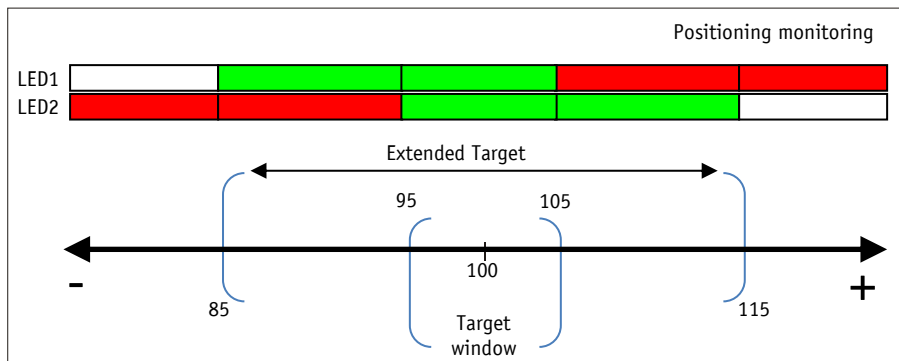 Positioning monitoring
LED1
LED2
Extended Target
95 105
100
- +
85 115
Target
window